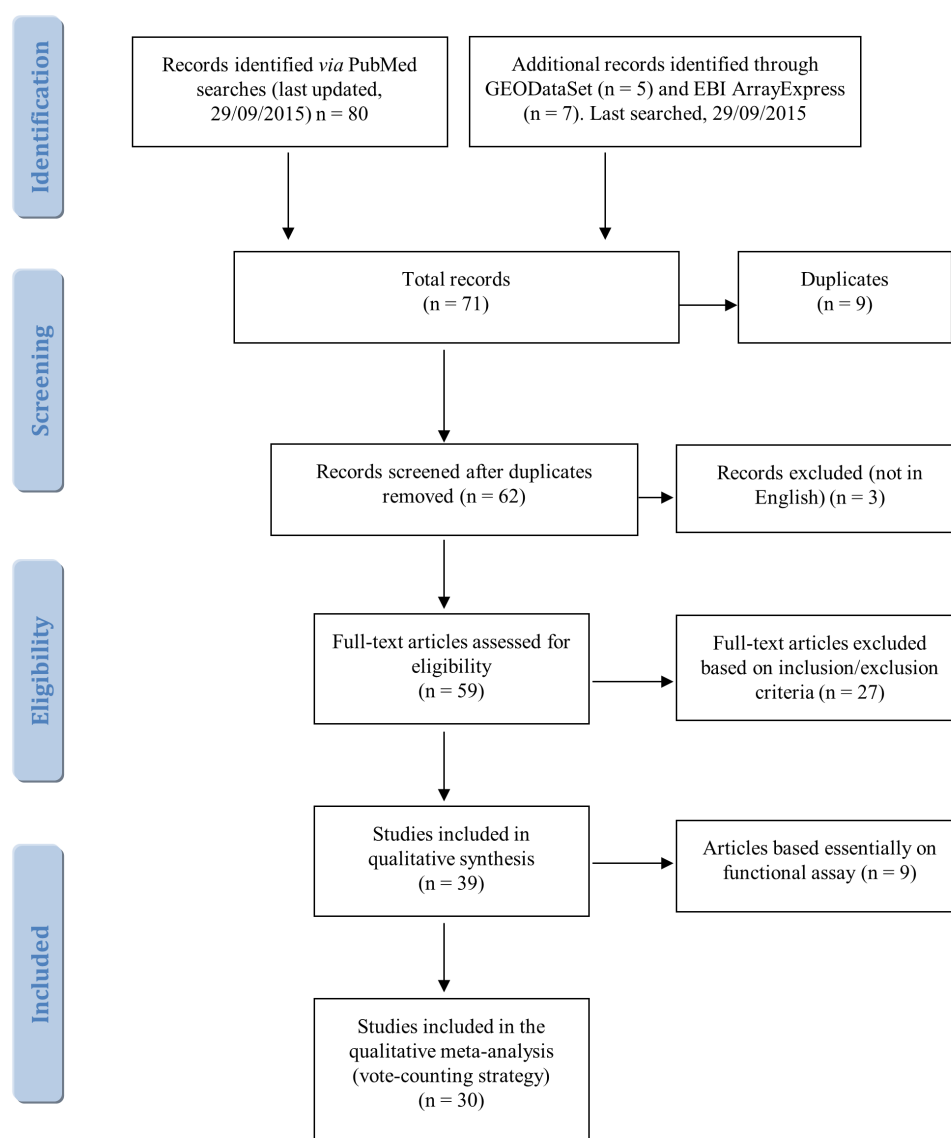 Identification
Records identified via PubMed
searches (last updated,
29/09/2015) n = 80
Additional records identified through
GEODataSet (n = 5) and EBI ArrayExpress
(n = 7). Last searched, 29/09/2015
Screening
Total records
(n = 71)
Duplicates
(n = 9)
Records screened after duplicates
removed (n = 62)
Records excluded (not in
English) (n = 3)
Eligibility
Full-text articles assessed for
eligibility
(n = 59)
Full-text articles excluded
based on inclusion/exclusion
criteria (n = 27)
Included
Studies included in
qualitative synthesis
(n = 39)
Articles based essentially on
functional assay (n = 9)
Studies included in the
qualitative meta-analysis
(vote-counting strategy)
(n = 30)